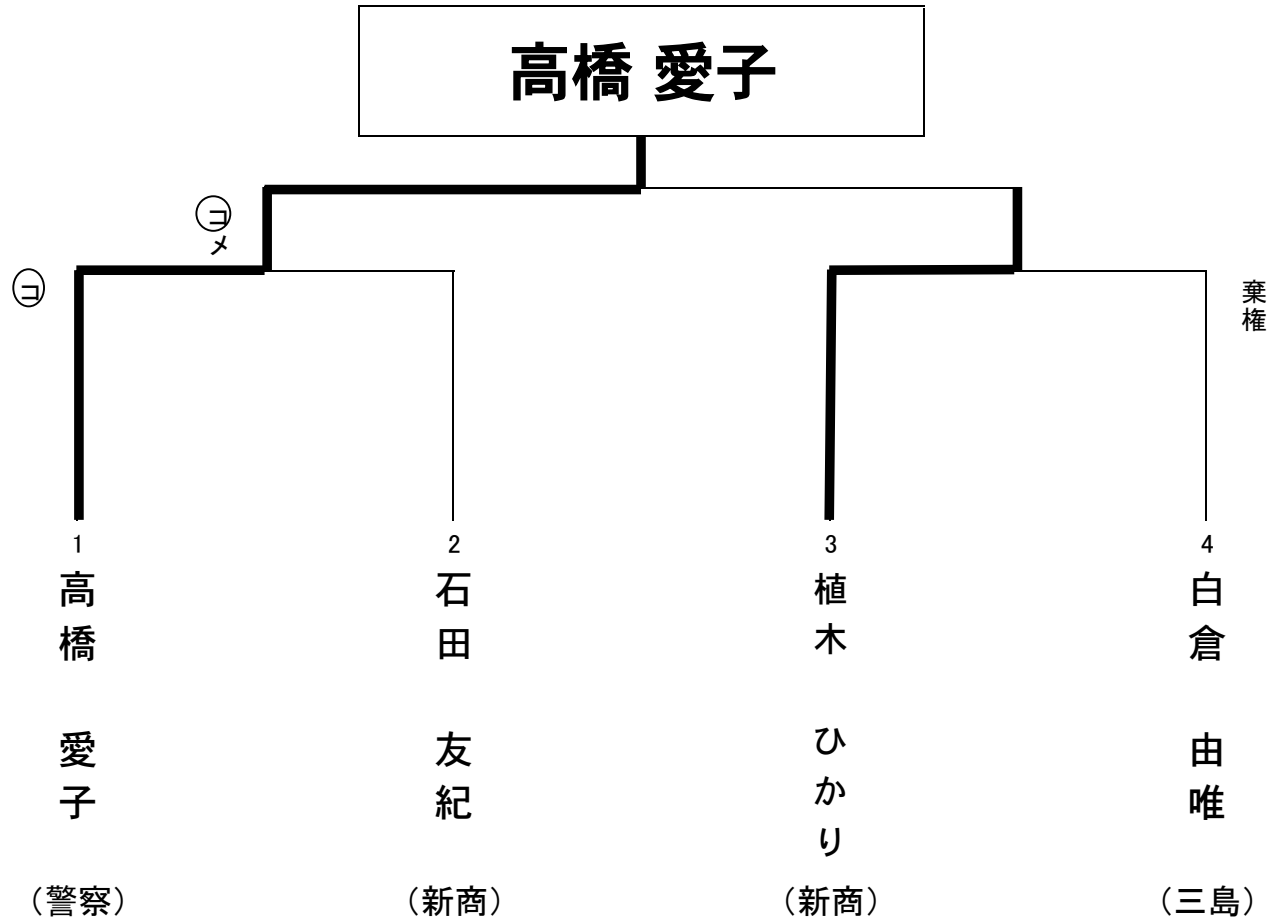 高橋 愛子
コメ
コ
棄権
1
高橋 愛子
(警察)
2
石田 友紀
(新商)
3
植木 ひかり
(新商)
4
白倉 由唯
(三島)